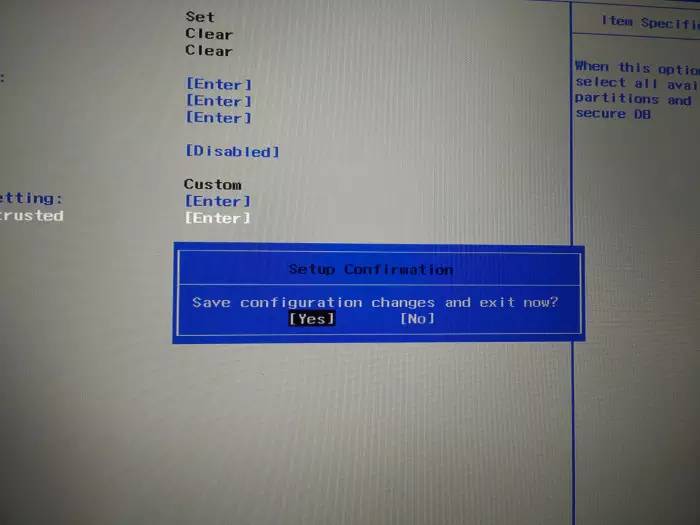 Set
Clear
Clear
:
[Enter]
[Enter]
[Enter]
[Disabled]
Custom
etting: [Enter]
rusted [Enter]
Item Specifi
When this optio
select all avai
partitions and
secure DB
Setup Confirmation
Save configuration changes and exit now?
[Yes] [No]